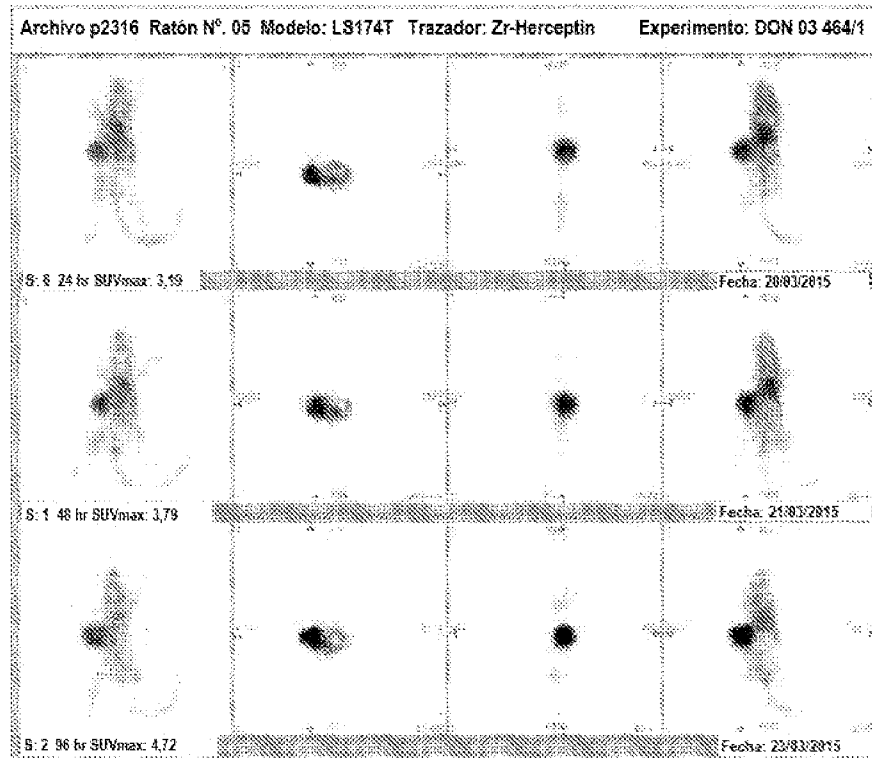 Archivo p2316 Ratón Nº. 05 Modelo: LS174T Trazador: Zr-Herceptin Experimento: DON 03 464/1
S: 6 24 hr SUVmax: 3,19 Fecha: 20/03/2015
S: 1 48 hr SUVmax: 3,79 Fecha: 21/03/2015
S: 2 96 hr SUVmax: 4,72 Fecha: 23/03/2015